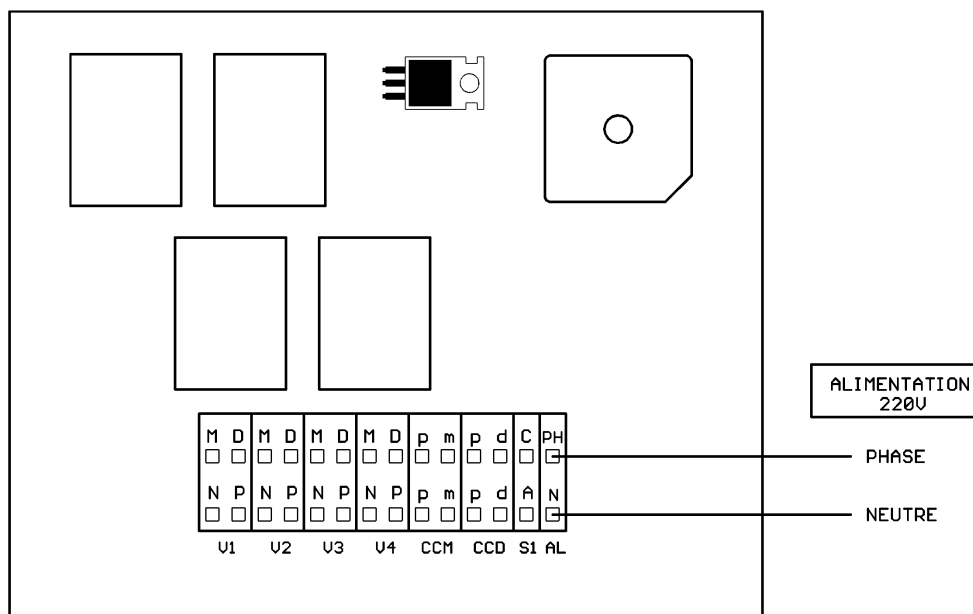 ALIMENTATION
220V
M D M D M D M D p m p d C PH
PHASE
N P N P N P N P p m p d A N
NEUTRE
V1 V2 V3 V4 CCM CCD S1 AL